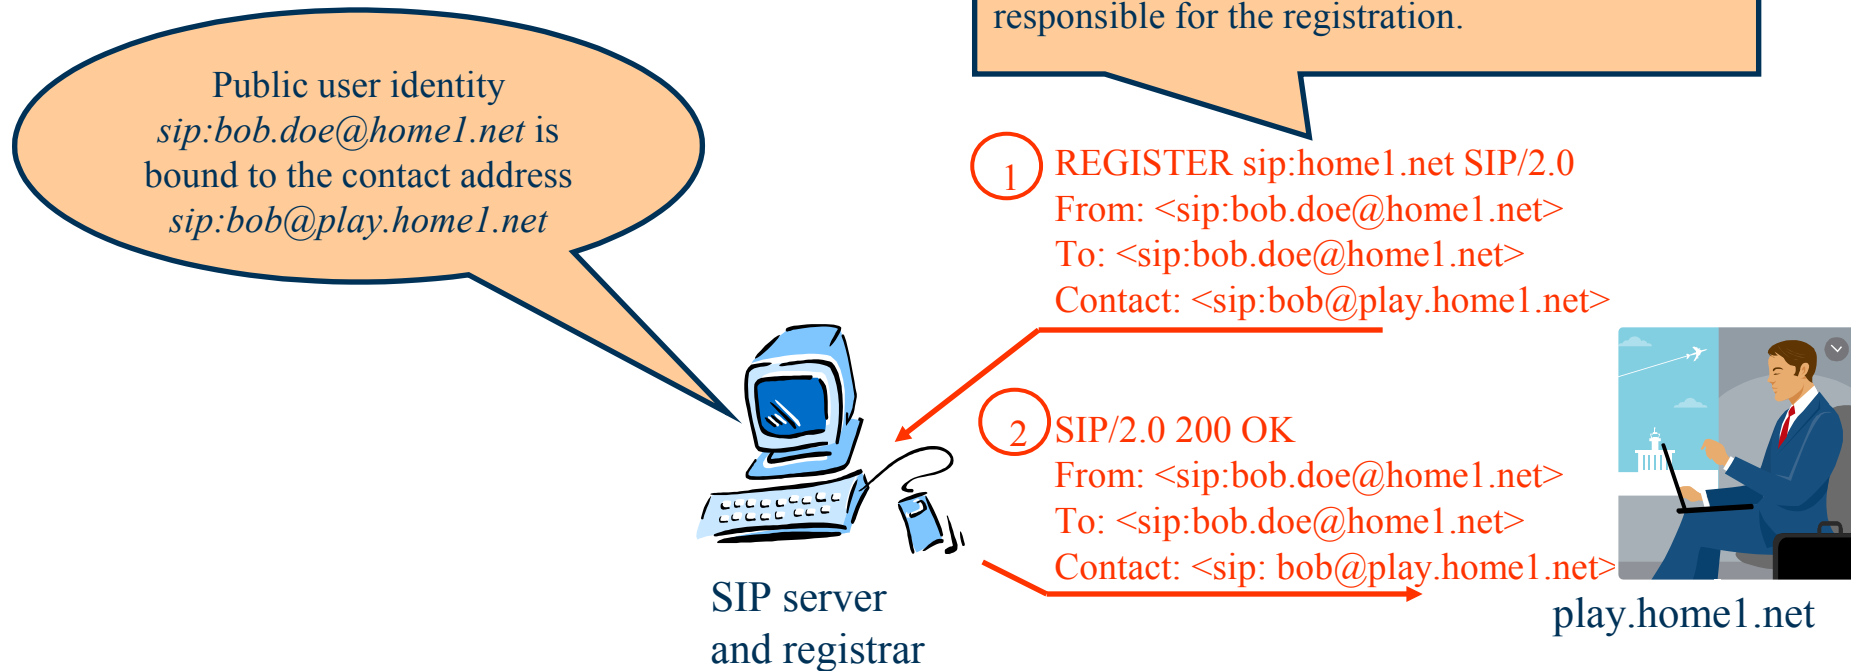 responsible for the registration.
Public user identity
sip:bob.doe@home1.net is
bound to the contact address
sip:bob@play.home1.net
1
REGISTER sip:home1.net SIP/2.0
From: <sip:bob.doe@home1.net>
To: <sip:bob.doe@home1.net>
Contact: <sip:bob@play.home1.net>
2
SIP/2.0 200 OK
From: <sip:bob.doe@home1.net>
To: <sip:bob.doe@home1.net>
Contact: <sip: bob@play.home1.net>
SIP server
and registrar
play.home1.net